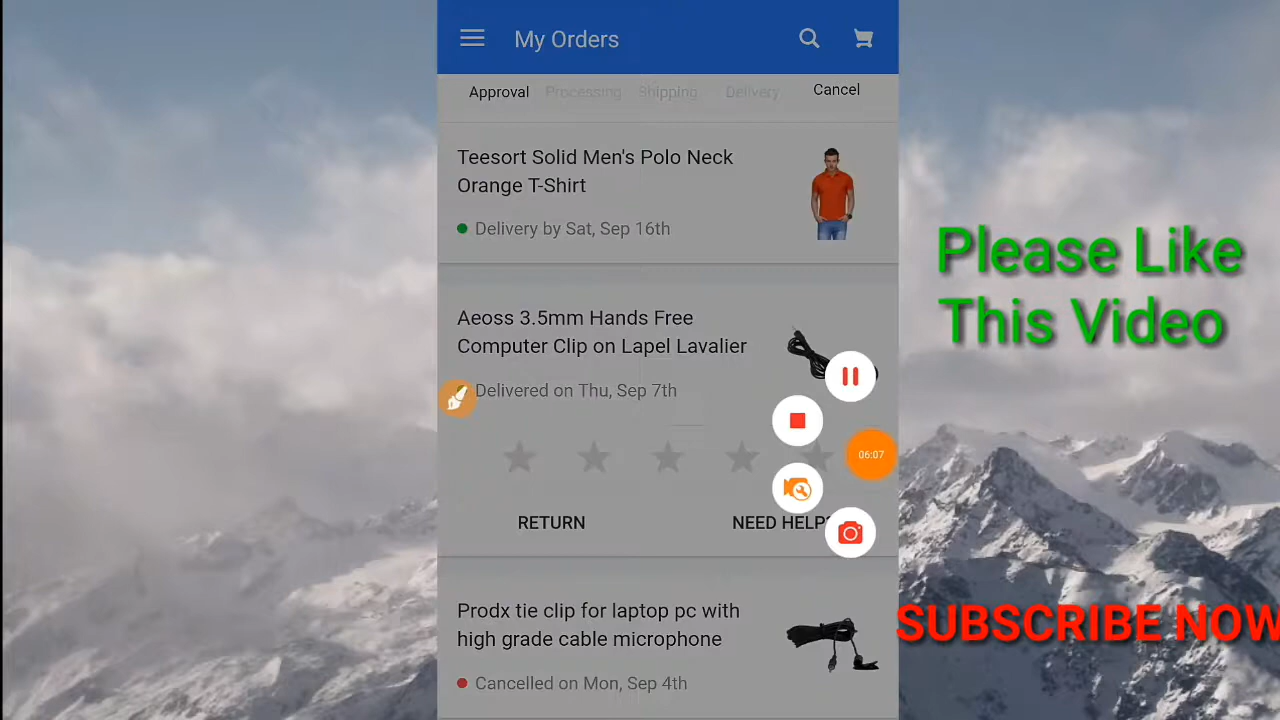 My Orders
Approval Processing Shipping Delivery Cancel
Teesort Solid Men's Polo Neck
Orange T-Shirt
Delivery by Sat, Sep 16th
Aeoss 3.5mm Hands Free
Computer Clip on Lapel Lavalier
Delivered on Thu, Sep 7th
06:07
RETURN
NEED HELP?
Prodx tie clip for laptop pc with
high grade cable microphone
Cancelled on Mon, Sep 4th
Please Like
This Video
SUBSCRIBE NOW